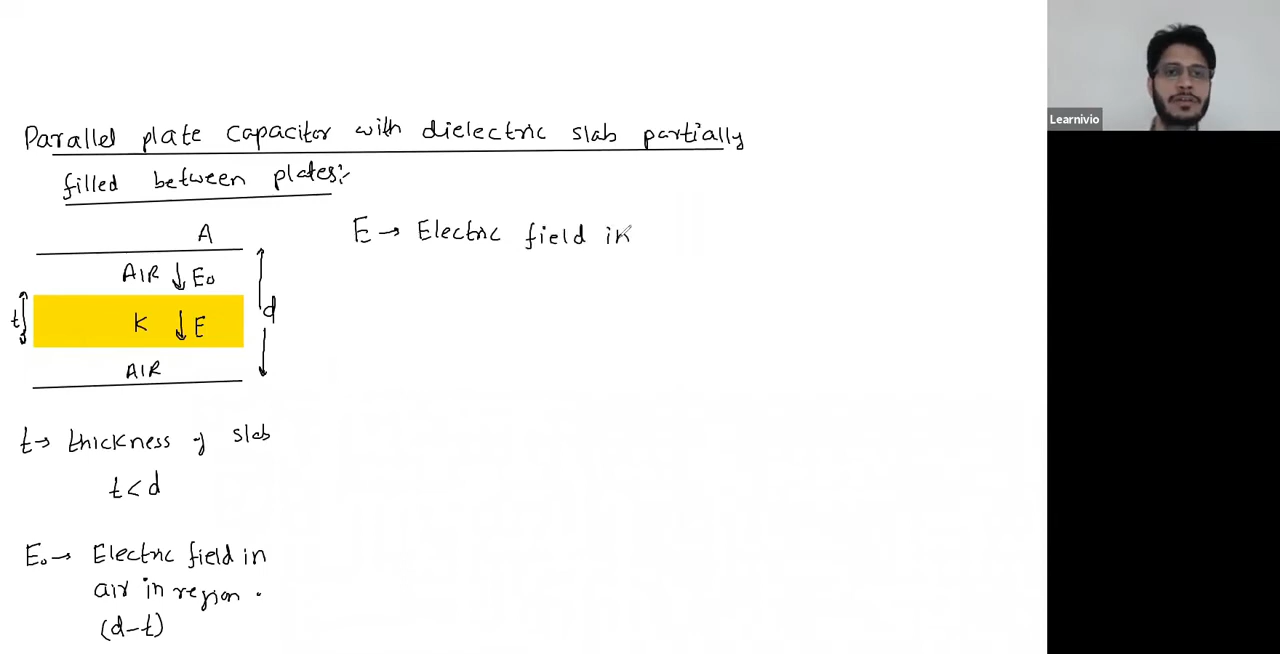 Parallel plate capacitor with dielectric slab partially
filled between plates:-
A
AIR ↓ E₀
t
K ↓ E
d
AIR
t → thickness of slab
t < d
E₀ → Electric field in
air in region .
(d-t)
E → Electric field in
Learnivio